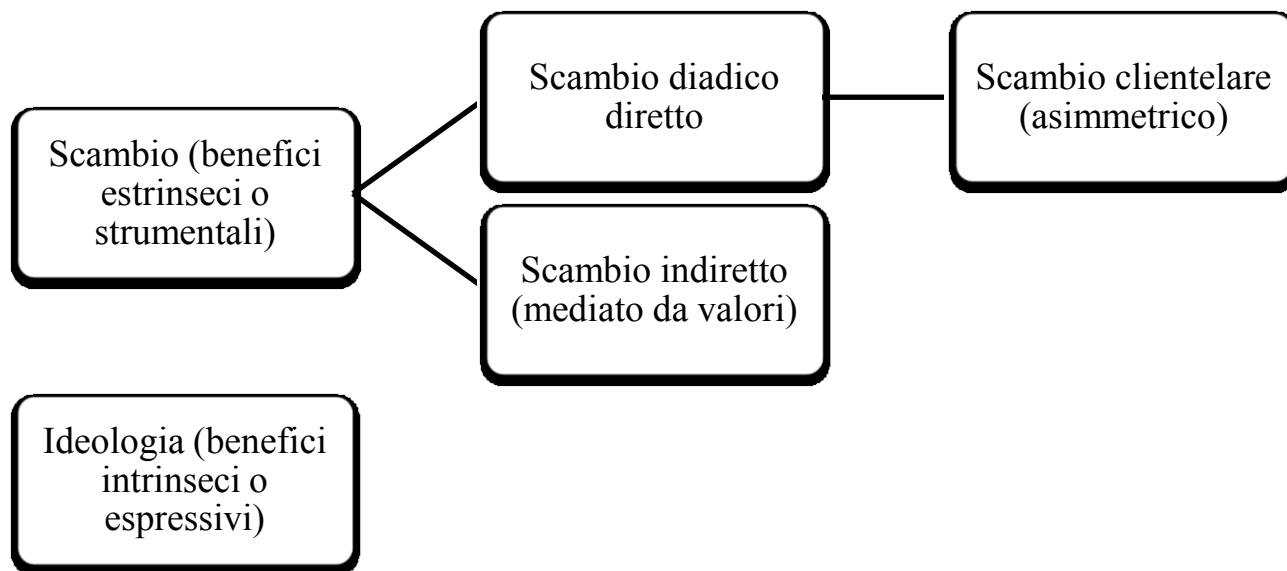 Scambio (benefici
estrinseci o
strumentali)
Scambio diadico
diretto
Scambio clientelare
(asimmetrico)
Scambio indiretto
(mediato da valori)
Ideologia (benefici
intrinseci o
espressivi)